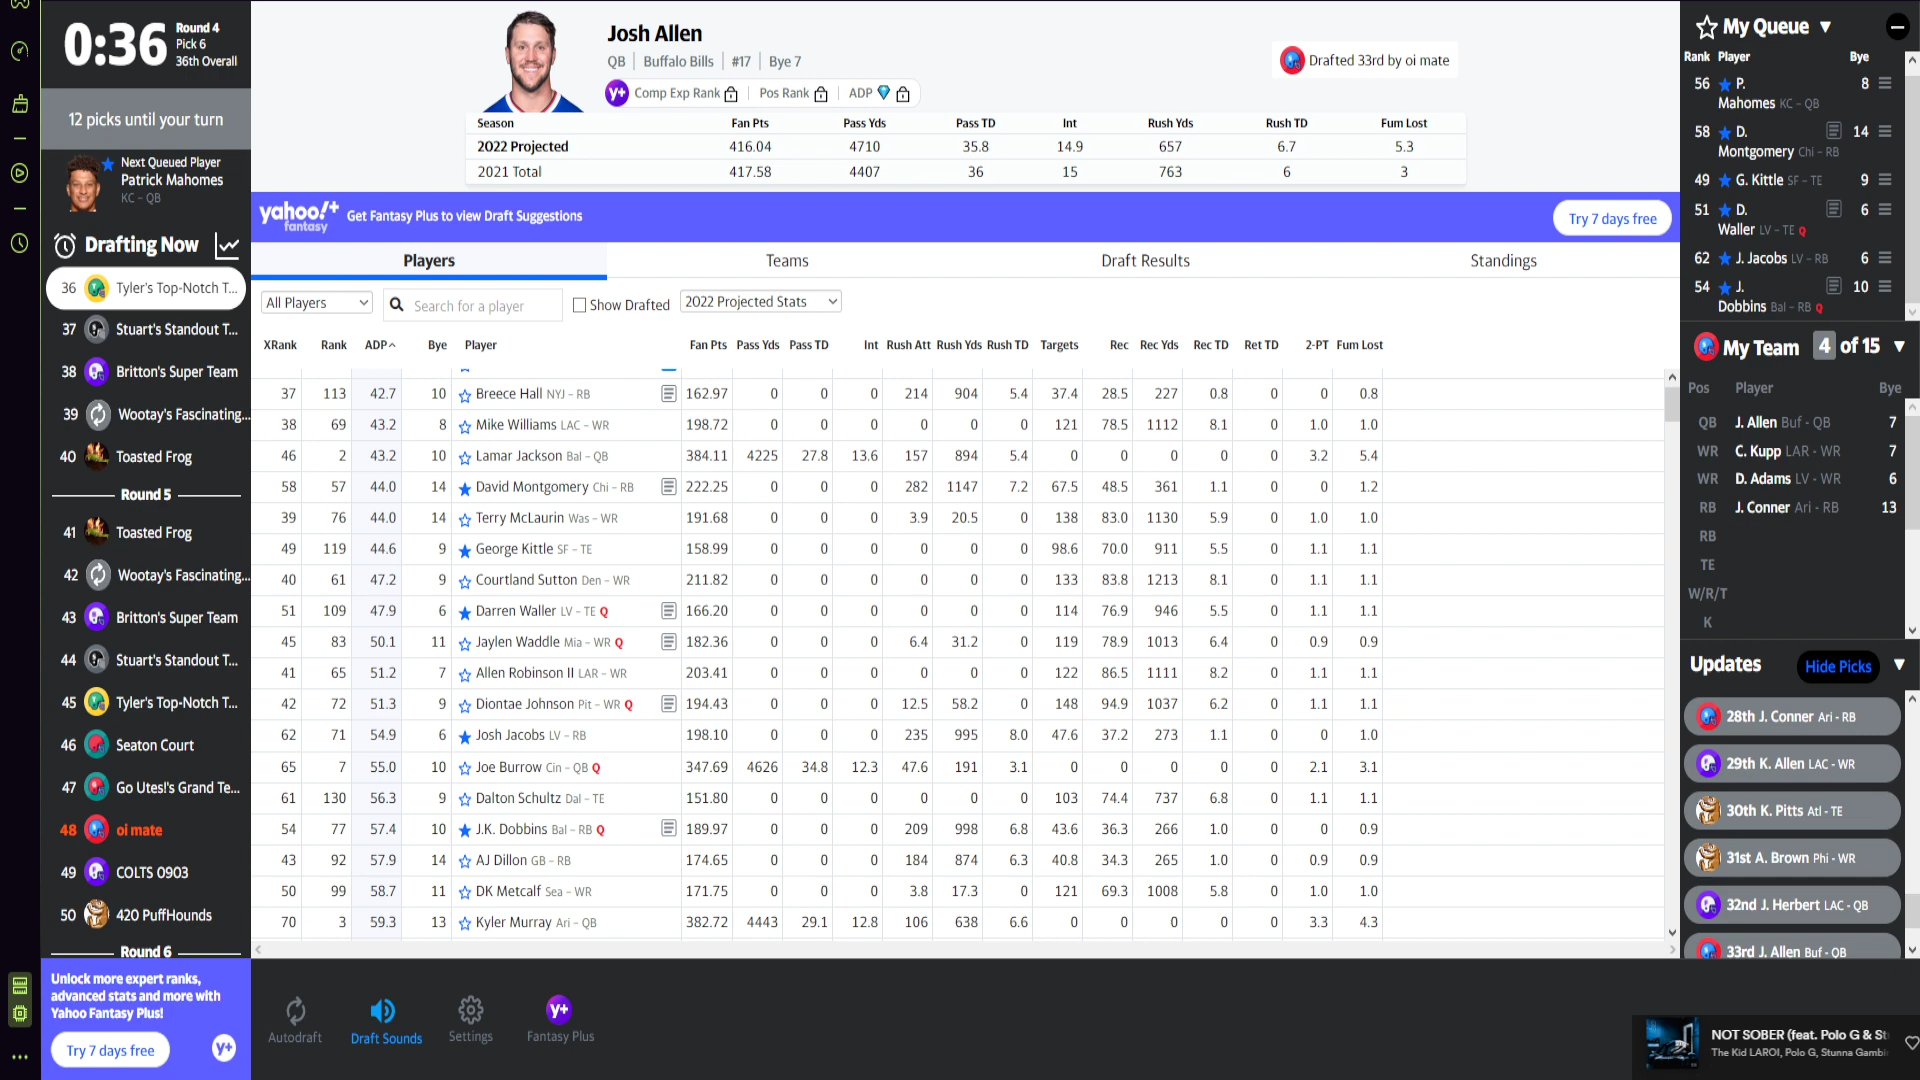 0:36
Round 4
Pick 6
36th Overall
12 picks until your turn
Next Queued Player
Patrick Mahomes
KC - QB
Drafting Now
36 Tyler's Top-Notch T...
37 Stuart's Standout T...
38 Britton's Super Team
39 Wootay's Fascinating...
40 Toasted Frog
Round 5
41 Toasted Frog
42 Wootay's Fascinating...
43 Britton's Super Team
44 Stuart's Standout T...
45 Tyler's Top-Notch T...
46 Seaton Court
47 Go Utes!'s Grand Te...
48 oi mate
49 COLTS 0903
50 420 PuffHounds
Round 6
Unlock more expert ranks,
advanced stats and more with
Yahoo Fantasy Plus!
Try 7 days free
y+
Josh Allen
QB Buffalo Bills #17 Bye 7
y+ Comp Exp Rank Pos Rank ADP
Drafted 33rd by oi mate
Season Fan Pts Pass Yds Pass TD Int Rush Yds Rush TD Fum Lost
2022 Projected 416.04 4710 35.8 14.9 657 6.7 5.3
2021 Total 417.58 4407 36 15 763 6 3
yahoo!+ fantasy Get Fantasy Plus to view Draft Suggestions Try 7 days free
Players Teams Draft Results Standings
All Players Search for a player Show Drafted 2022 Projected Stats
XRank Rank ADP Bye Player Fan Pts Pass Yds Pass TD Int Rush Att Rush Yds Rush TD Targets Rec Rec Yds Rec TD Ret TD 2-PT Fum Lost
37 113 42.7 10 Breece Hall NYJ - RB 162.97 0 0 0 214 904 5.4 37.4 28.5 227 0.8 0 0 0.8
38 69 43.2 8 Mike Williams LAC - WR 198.72 0 0 0 0 0 0 121 78.5 1112 8.1 0 1.0 1.0
46 2 43.2 10 Lamar Jackson Bal - QB 384.11 4225 27.8 13.6 157 894 5.4 0 0 0 0 0 3.2 5.4
58 57 44.0 14 David Montgomery Chi - RB 222.25 0 0 0 282 1147 7.2 67.5 48.5 361 1.1 0 0 1.2
39 76 44.0 14 Terry McLaurin Was - WR 191.68 0 0 0 3.9 20.5 0 138 83.0 1130 5.9 0 1.0 1.0
49 119 44.6 9 George Kittle SF - TE 158.99 0 0 0 0 0 0 98.6 70.0 911 5.5 0 1.1 1.1
40 61 47.2 9 Courtland Sutton Den - WR 211.82 0 0 0 0 0 0 133 83.8 1213 8.1 0 1.1 1.1
51 109 47.9 6 Darren Waller LV - TE Q 166.20 0 0 0 0 0 0 114 76.9 946 5.5 0 1.1 1.1
45 83 50.1 11 Jaylen Waddle Mia - WR Q 182.36 0 0 0 6.4 31.2 0 119 78.9 1013 6.4 0 0.9 0.9
41 65 51.2 7 Allen Robinson II LAR - WR 203.41 0 0 0 0 0 0 122 86.5 1111 8.2 0 1.1 1.1
42 72 51.3 9 Diontae Johnson Pit - WR Q 194.43 0 0 0 12.5 58.2 0 148 94.9 1037 6.2 0 1.1 1.1
62 71 54.9 6 Josh Jacobs LV - RB 198.10 0 0 0 235 995 8.0 47.6 37.2 273 1.1 0 0 1.0
65 7 55.0 10 Joe Burrow Cin - QB Q 347.69 4626 34.8 12.3 47.6 191 3.1 0 0 0 0 0 2.1 3.1
61 130 56.3 9 Dalton Schultz Dal - TE 151.80 0 0 0 0 0 0 103 74.4 737 6.8 0 1.1 1.1
54 77 57.4 10 J.K. Dobbins Bal - RB Q 189.97 0 0 0 209 998 6.8 43.6 36.3 266 1.0 0 0 0.9
43 92 57.9 14 AJ Dillon GB - RB 174.65 0 0 0 184 874 6.3 40.8 34.3 265 1.0 0 0.9 0.9
50 99 58.7 11 DK Metcalf Sea - WR 171.75 0 0 0 3.8 17.3 0 121 69.3 1008 5.8 0 1.0 1.0
70 3 59.3 13 Kyler Murray Ari - QB 382.72 4443 29.1 12.8 106 638 6.6 0 0 0 0 0 3.3 4.3
Autodraft Draft Sounds Settings Fantasy Plus
y+
My Queue
Rank Player Bye
56 P. Mahomes KC - QB 8
58 D. Montgomery Chi - RB 14
49 G. Kittle SF - TE 9
51 D. Waller LV - TE Q 6
62 J. Jacobs LV - RB 6
54 J. Dobbins Bal - RB Q 10
My Team 4 of 15
Pos Player Bye
QB J. Allen Buf - QB 7
WR C. Kupp LAR - WR 7
WR D. Adams LV - WR 6
RB J. Conner Ari - RB 13
RB
TE
W/R/T
K
Updates Hide Picks
28th J. Conner Ari - RB
29th K. Allen LAC - WR
30th K. Pitts Atl - TE
31st A. Brown Phi - WR
32nd J. Herbert LAC - QB
33rd J. Allen Buf - QB
NOT SOBER (feat. Polo G & St
The Kid LAROI, Polo G, Stunna Gambi